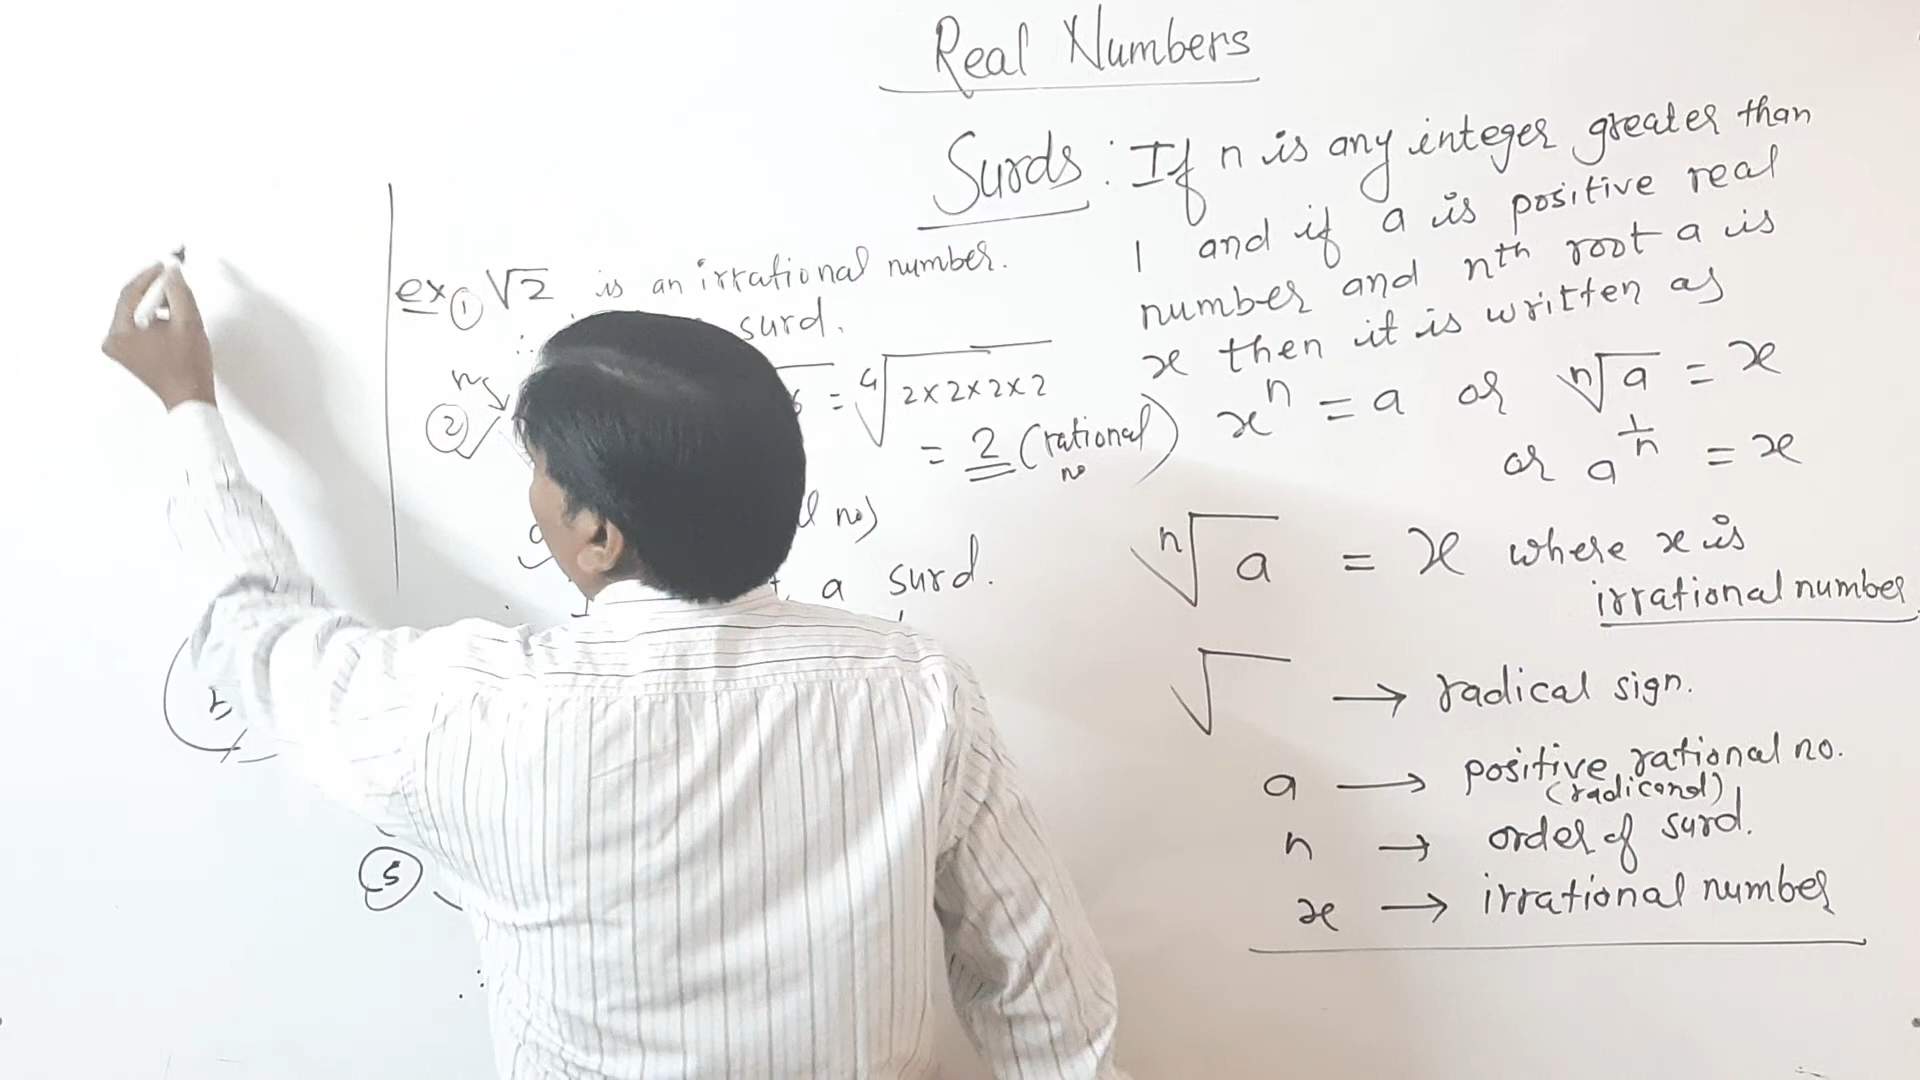 Real Numbers
Surds : If n is any integer greater than
1 and if a is positive real
number and nth root a is
x then it is written as
xⁿ = a or ⁿ√a = x
or a^(1/n) = x
ⁿ√a = x where x is
irrational number
√ → radical sign.
a → positive rational no.
(radicand)
n → order of surd.
x → irrational number
ex ① √2 is an irrational number.
surd.
n
② = ⁴√2×2×2×2
= 2 (rational no)
no)
a surd.
⑤